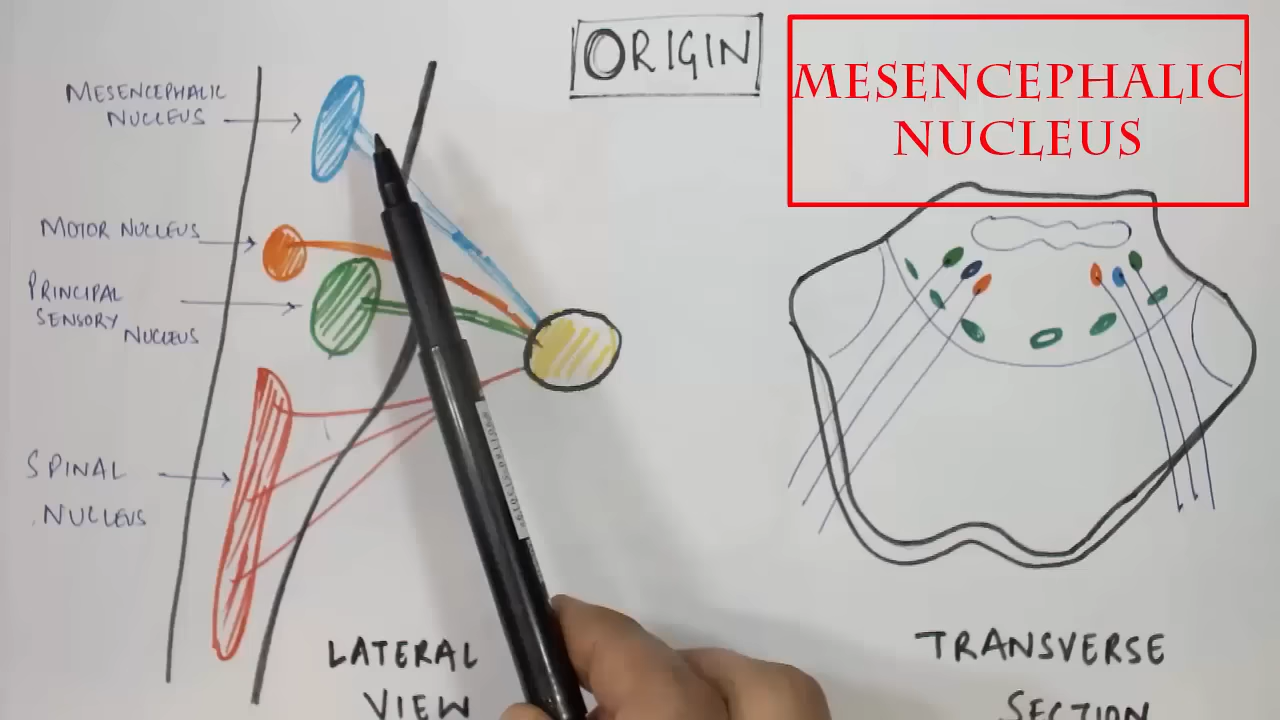 ORIGIN
MESENCEPHALIC
NUCLEUS
MESENCEPHALIC
NUCLEUS
MOTOR NUCLEUS
PRINCIPAL
SENSORY
NUCLEUS
SPINAL
NUCLEUS
LATERAL
VIEW
TRANSVERSE
SECTION